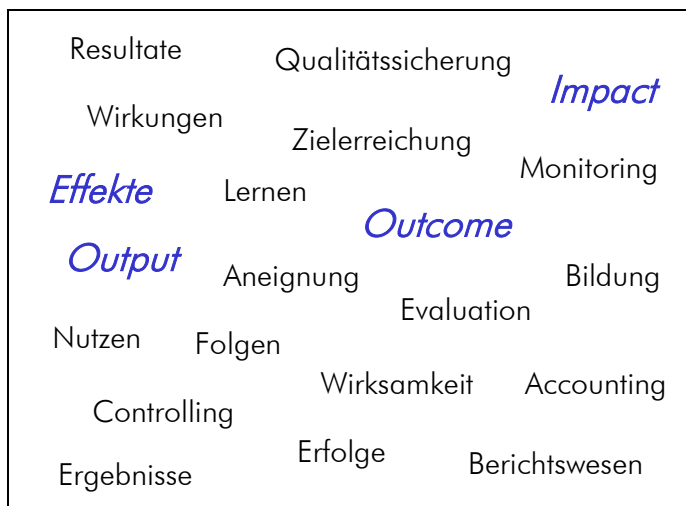 Resultate
Qualitätssicherung
Impact
Wirkungen
Zielerreichung
Monitoring
Effekte
Lernen
Outcome
Output
Aneignung
Bildung
Evaluation
Nutzen
Folgen
Wirksamkeit
Accounting
Controlling
Erfolge
Berichtswesen
Ergebnisse